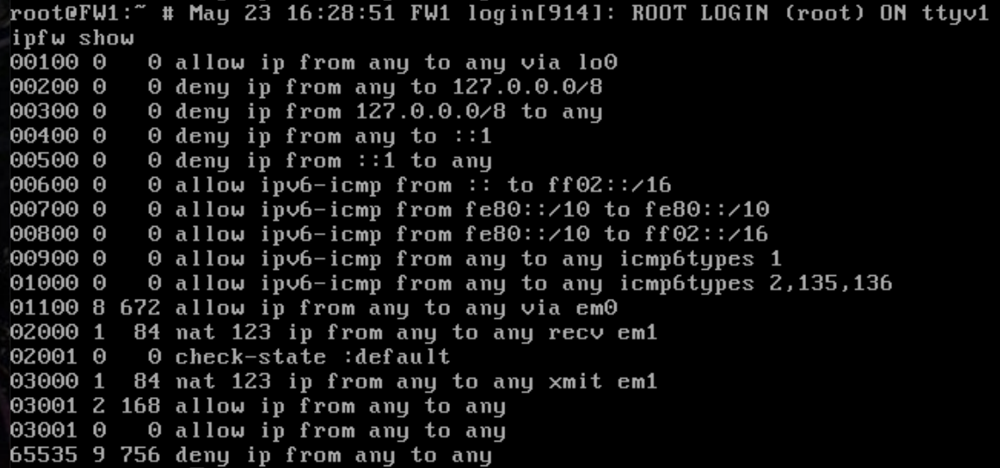 root@FW1:~ # May 23 16:28:51 FW1 login[914]: ROOT LOGIN (root) ON ttyv1
ipfw show
00100 0   0 allow ip from any to any via lo0
00200 0   0 deny ip from any to 127.0.0.0/8
00300 0   0 deny ip from 127.0.0.0/8 to any
00400 0   0 deny ip from any to ::1
00500 0   0 deny ip from ::1 to any
00600 0   0 allow ipv6-icmp from :: to ff02::/16
00700 0   0 allow ipv6-icmp from fe80::/10 to fe80::/10
00800 0   0 allow ipv6-icmp from fe80::/10 to ff02::/16
00900 0   0 allow ipv6-icmp from any to any icmp6types 1
01000 0   0 allow ipv6-icmp from any to any icmp6types 2,135,136
01100 8 672 allow ip from any to any via em0
02000 1  84 nat 123 ip from any to any recv em1
02001 0   0 check-state :default
03000 1  84 nat 123 ip from any to any xmit em1
03001 2 168 allow ip from any to any
03001 0   0 allow ip from any to any
65535 9 756 deny ip from any to any